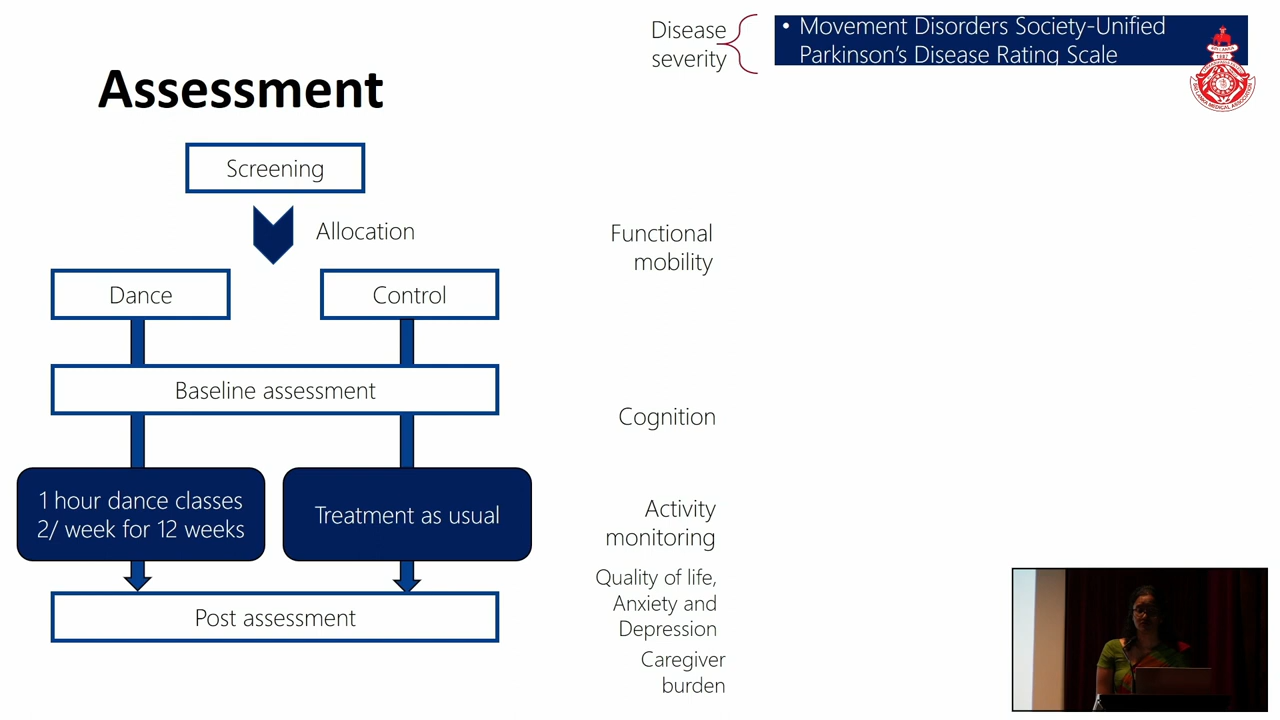 Disease
severity
• Movement Disorders Society-Unified
Parkinson's Disease Rating Scale
Assessment
Screening
Allocation
Dance
Control
Baseline assessment
1 hour dance classes
2/ week for 12 weeks
Treatment as usual
Post assessment
Functional
mobility
Cognition
Activity
monitoring
Quality of life,
Anxiety and
Depression
Caregiver
burden